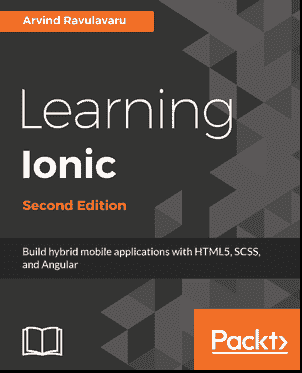 Arvind Ravulavaru
Learning
Ionic
Second Edition
Build hybrid mobile applications with HTML5, SCSS,
and Angular
Packt>